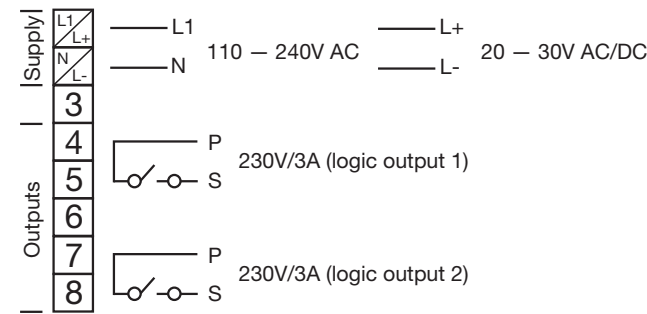 Supply
L1
L+
L1
L+
110 — 240V AC
20 — 30V AC/DC
N
L-
N
L-
3
Outputs
4
P
230V/3A (logic output 1)
5
S
6
7
P
230V/3A (logic output 2)
8
S